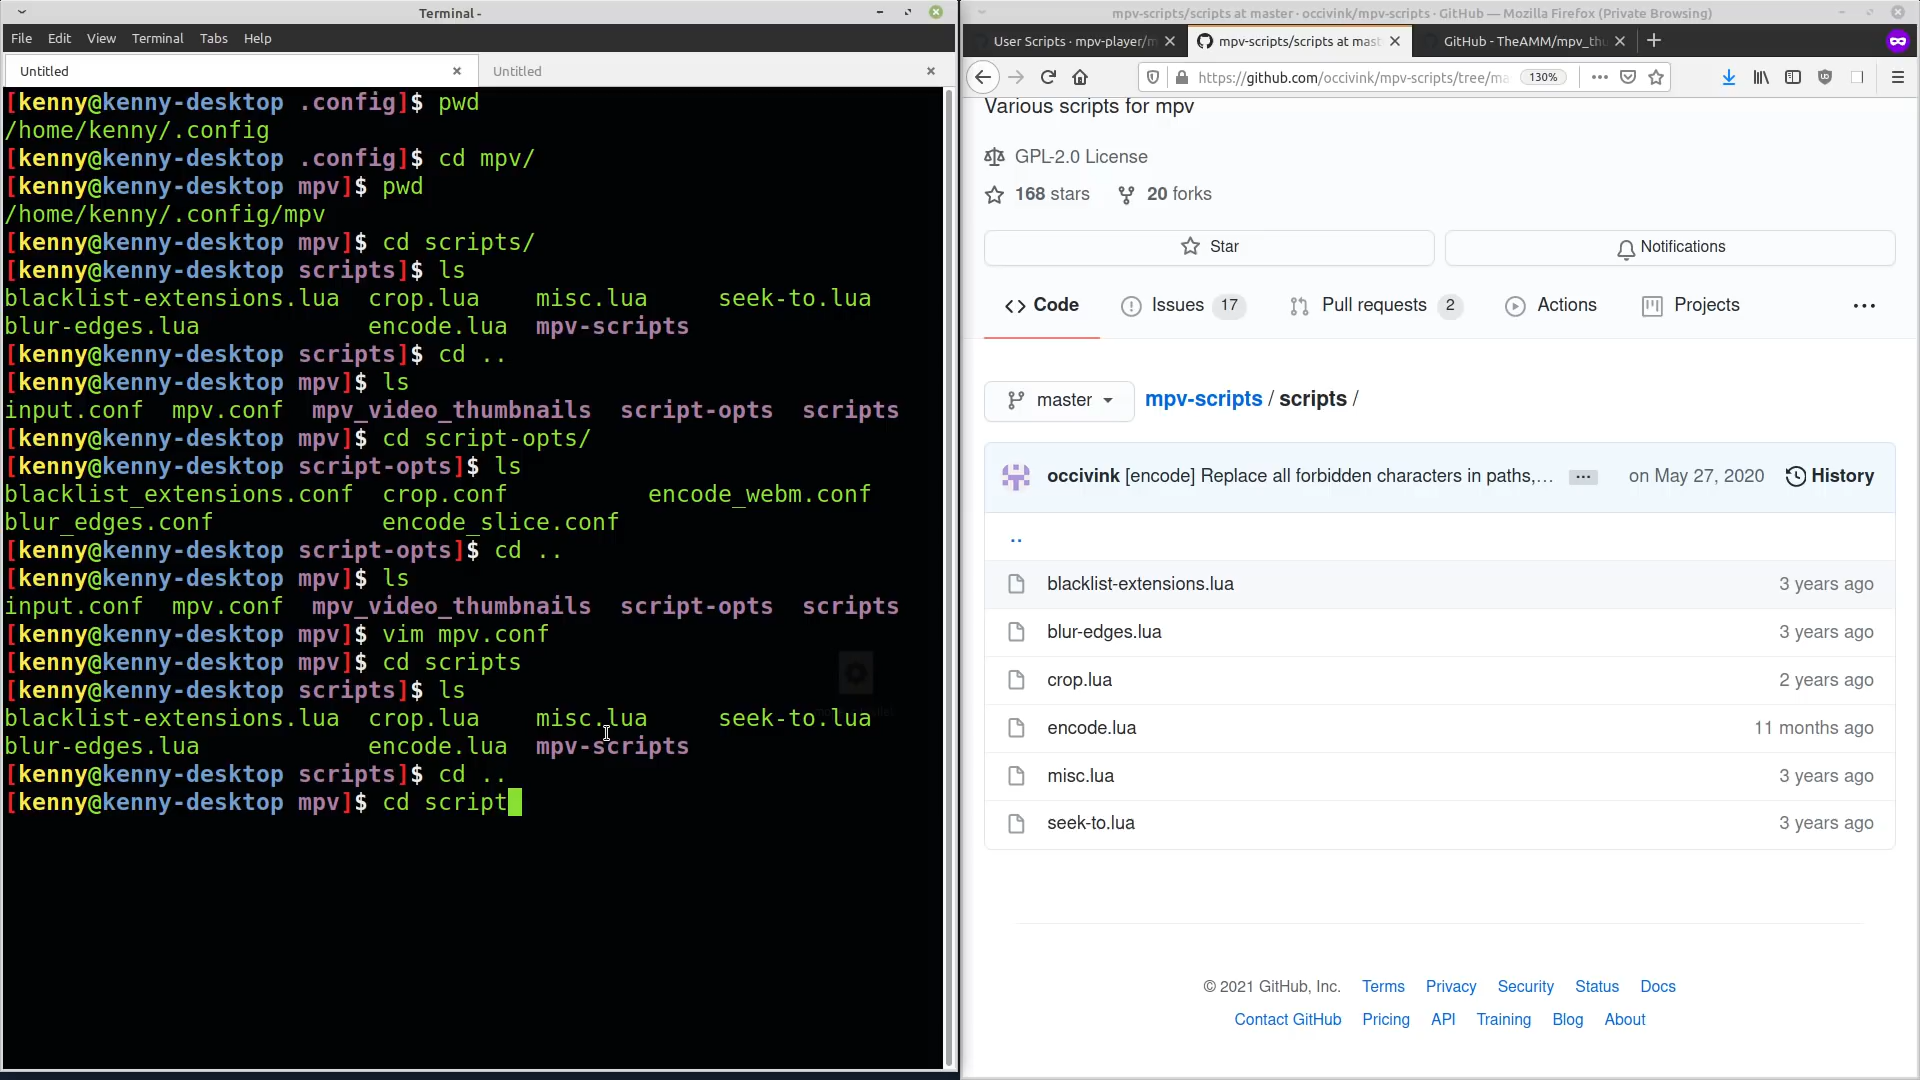 Terminal -
File Edit View Terminal Tabs Help
Untitled Untitled
[kenny@kenny-desktop .config]$ pwd
/home/kenny/.config
[kenny@kenny-desktop .config]$ cd mpv/
[kenny@kenny-desktop mpv]$ pwd
/home/kenny/.config/mpv
[kenny@kenny-desktop mpv]$ cd scripts/
[kenny@kenny-desktop scripts]$ ls
blacklist-extensions.lua crop.lua misc.lua seek-to.lua
blur-edges.lua encode.lua mpv-scripts
[kenny@kenny-desktop scripts]$ cd ..
[kenny@kenny-desktop mpv]$ ls
input.conf mpv.conf mpv_video_thumbnails script-opts scripts
[kenny@kenny-desktop mpv]$ cd script-opts/
[kenny@kenny-desktop script-opts]$ ls
blacklist_extensions.conf crop.conf encode_webm.conf
blur_edges.conf encode_slice.conf
[kenny@kenny-desktop script-opts]$ cd ..
[kenny@kenny-desktop mpv]$ ls
input.conf mpv.conf mpv_video_thumbnails script-opts scripts
[kenny@kenny-desktop mpv]$ vim mpv.conf
[kenny@kenny-desktop mpv]$ cd scripts
[kenny@kenny-desktop scripts]$ ls
blacklist-extensions.lua crop.lua misc.lua seek-to.lua
blur-edges.lua encode.lua mpv-scripts
[kenny@kenny-desktop scripts]$ cd ..
[kenny@kenny-desktop mpv]$ cd script
mpv-scripts/scripts at master · occivink/mpv-scripts · GitHub — Mozilla Firefox (Private Browsing)
User Scripts · mpv-player/m mpv-scripts/scripts at mast GitHub - TheAMM/mpv_thu
https://github.com/occivink/mpv-scripts/tree/ma 130%
Various scripts for mpv
GPL-2.0 License
168 stars 20 forks
Star Notifications
Code Issues 17 Pull requests 2 Actions Projects ...
master mpv-scripts / scripts /
occivink [encode] Replace all forbidden characters in paths,... ... on May 27, 2020 History
..
blacklist-extensions.lua 3 years ago
blur-edges.lua 3 years ago
crop.lua 2 years ago
encode.lua 11 months ago
misc.lua 3 years ago
seek-to.lua 3 years ago
© 2021 GitHub, Inc. Terms Privacy Security Status Docs
Contact GitHub Pricing API Training Blog About